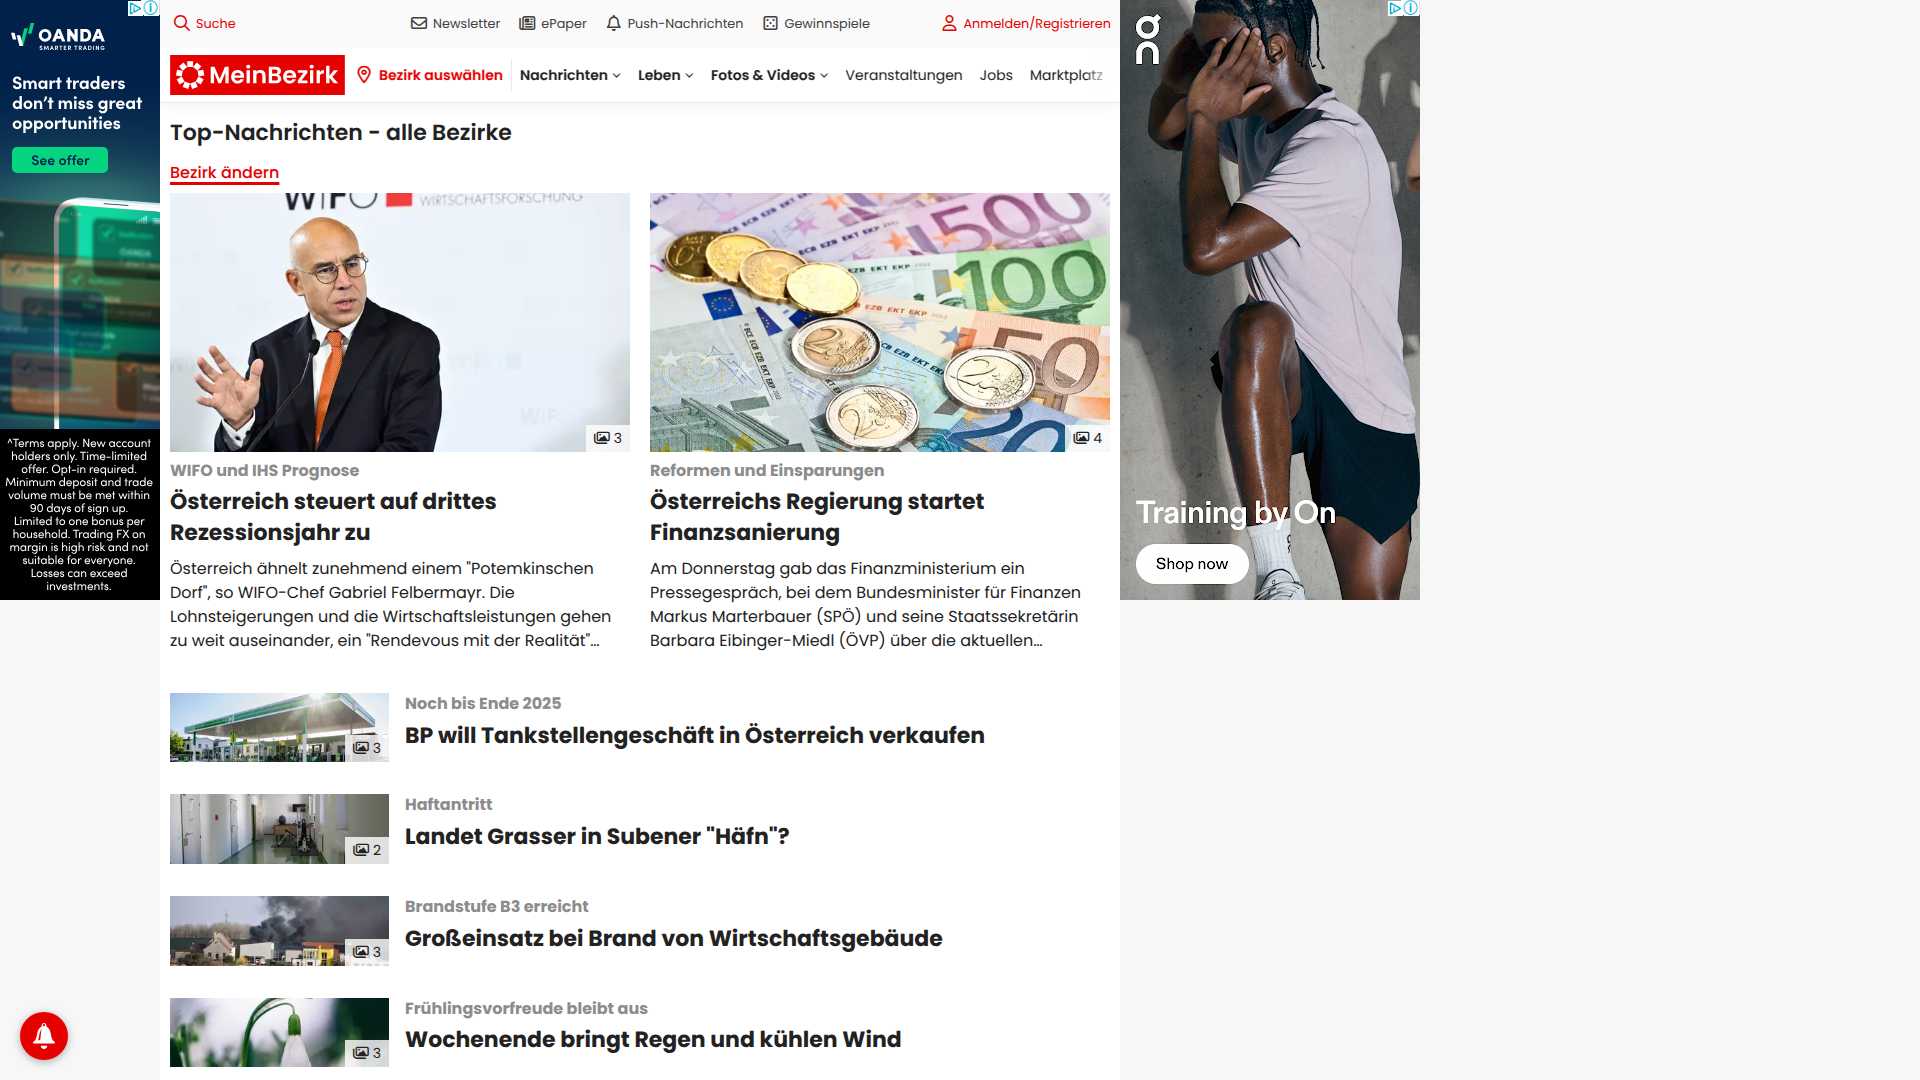 OANDA
SMARTER TRADING
Smart traders
don't miss great
opportunities
See offer
^Terms apply. New account
holders only. Time-limited
offer. Opt-in required.
Minimum deposit and trade
volume must be met within
90 days of sign up.
Limited to one bonus per
household. Trading FX on
margin is high risk and not
suitable for everyone.
Losses can exceed
investments.
Suche
Newsletter
ePaper
Push-Nachrichten
Gewinnspiele
Anmelden/Registrieren
MeinBezirk
Bezirk auswählen
Nachrichten
Leben
Fotos & Videos
Veranstaltungen
Jobs
Marktplatz
Top-Nachrichten - alle Bezirke
Bezirk ändern
WIFO
WIRTSCHAFTSFORSCHUNG
3
WIFO und IHS Prognose
Österreich steuert auf drittes
Rezessionsjahr zu
Österreich ähnelt zunehmend einem "Potemkinschen
Dorf", so WIFO-Chef Gabriel Felbermayr. Die
Lohnsteigerungen und die Wirtschaftsleistungen gehen
zu weit auseinander, ein "Rendevous mit der Realität"...
500
100
50
20
4
Reformen und Einsparungen
Österreichs Regierung startet
Finanzsanierung
Am Donnerstag gab das Finanzministerium ein
Pressegespräch, bei dem Bundesminister für Finanzen
Markus Marterbauer (SPÖ) und seine Staatssekretärin
Barbara Eibinger-Miedl (ÖVP) über die aktuellen...
3
Noch bis Ende 2025
BP will Tankstellengeschäft in Österreich verkaufen
2
Haftantritt
Landet Grasser in Subener "Häfn"?
3
Brandstufe B3 erreicht
Großeinsatz bei Brand von Wirtschaftsgebäude
3
Frühlingsvorfreude bleibt aus
Wochenende bringt Regen und kühlen Wind
On
Training by On
Shop now